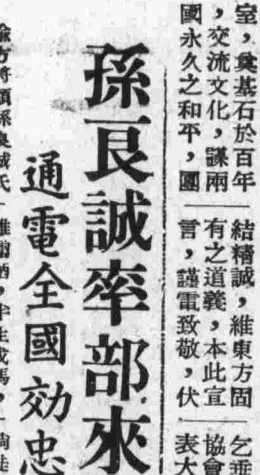 室，奠基石於百年
，交流文化，謀兩
國永久之和平，團
結精誠，維東方固
有之道義，本此宣
言，謹電致敬，伏
乞垂
協會
表大
孫良誠率部來
通電全國効忠